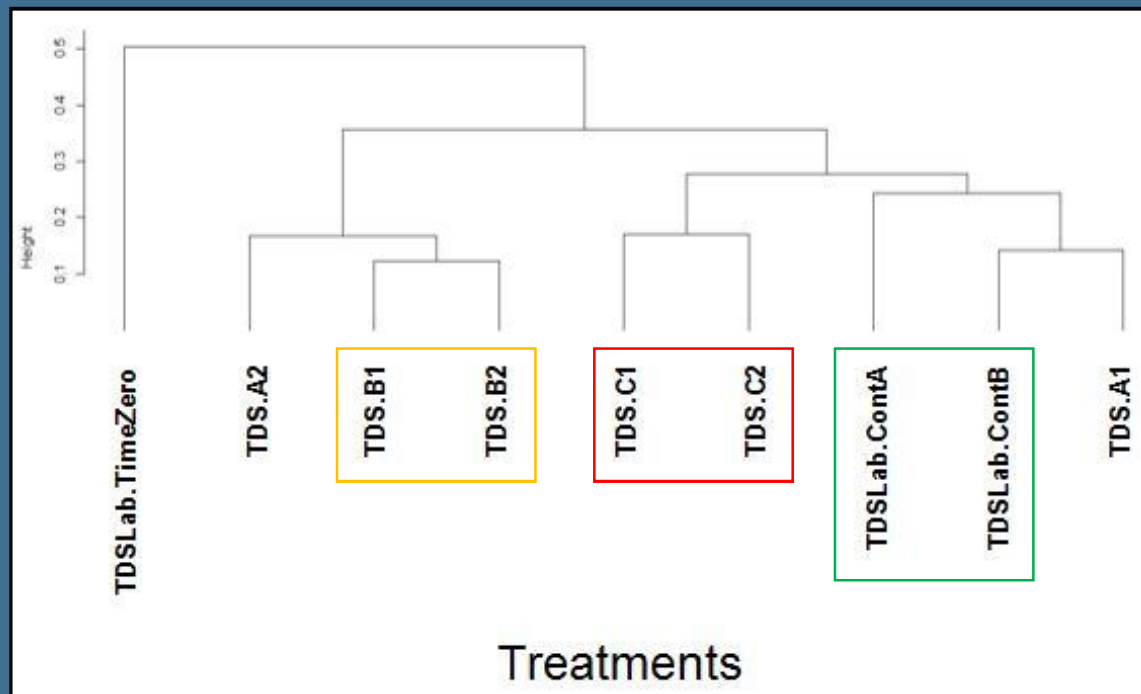 0.5
0.4
0.3
0.2
0.1
Height
TDSLab.TimeZero
TDS.A2
TDS.B1
TDS.B2
TDS.C1
TDS.C2
TDSLab.ContA
TDSLab.ContB
TDS.A1
Treatments